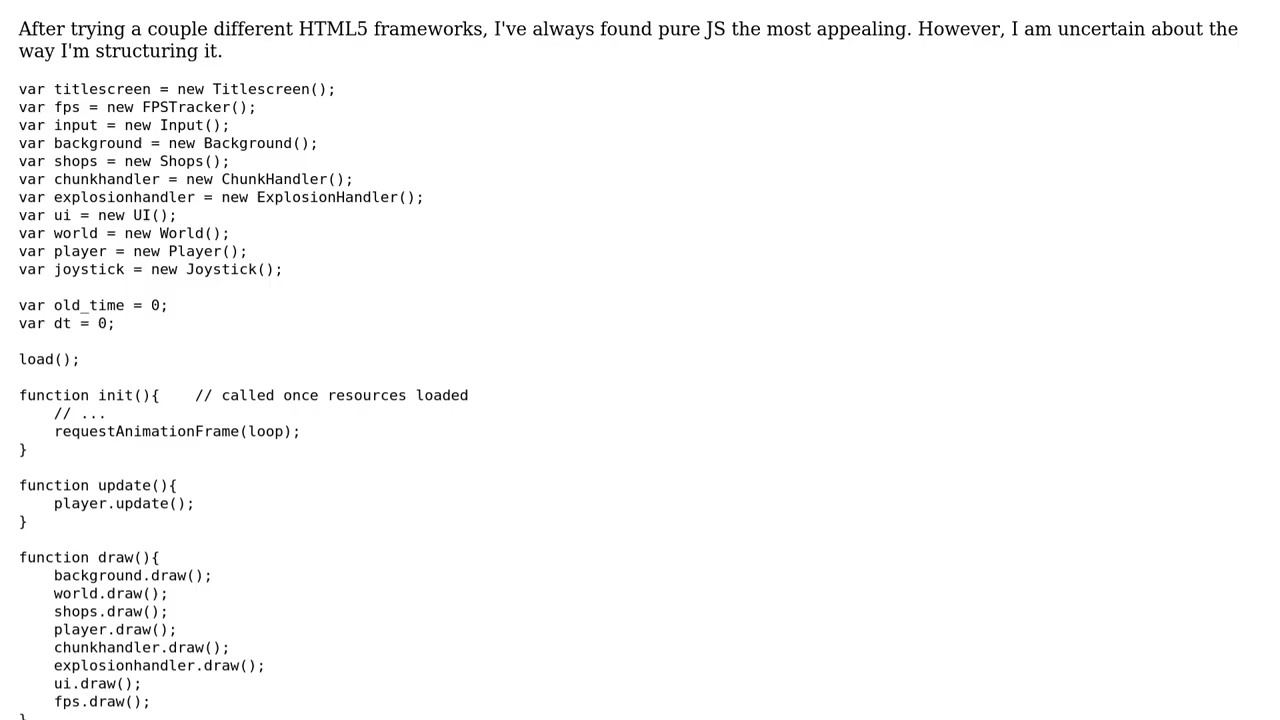 After trying a couple different HTML5 frameworks, I've always found pure JS the most appealing. However, I am uncertain about the
way I'm structuring it.
var titlescreen = new Titlescreen();
var fps = new FPSTracker();
var input = new Input();
var background = new Background();
var shops = new Shops();
var chunkhandler = new ChunkHandler();
var explosionhandler = new ExplosionHandler();
var ui = new UI();
var world = new World();
var player = new Player();
var joystick = new Joystick();
var old_time = 0;
var dt = 0;
load();
function init(){    // called once resources loaded
    // ...
    requestAnimationFrame(loop);
}
function update(){
    player.update();
}
function draw(){
    background.draw();
    world.draw();
    shops.draw();
    player.draw();
    chunkhandler.draw();
    explosionhandler.draw();
    ui.draw();
    fps.draw();
}